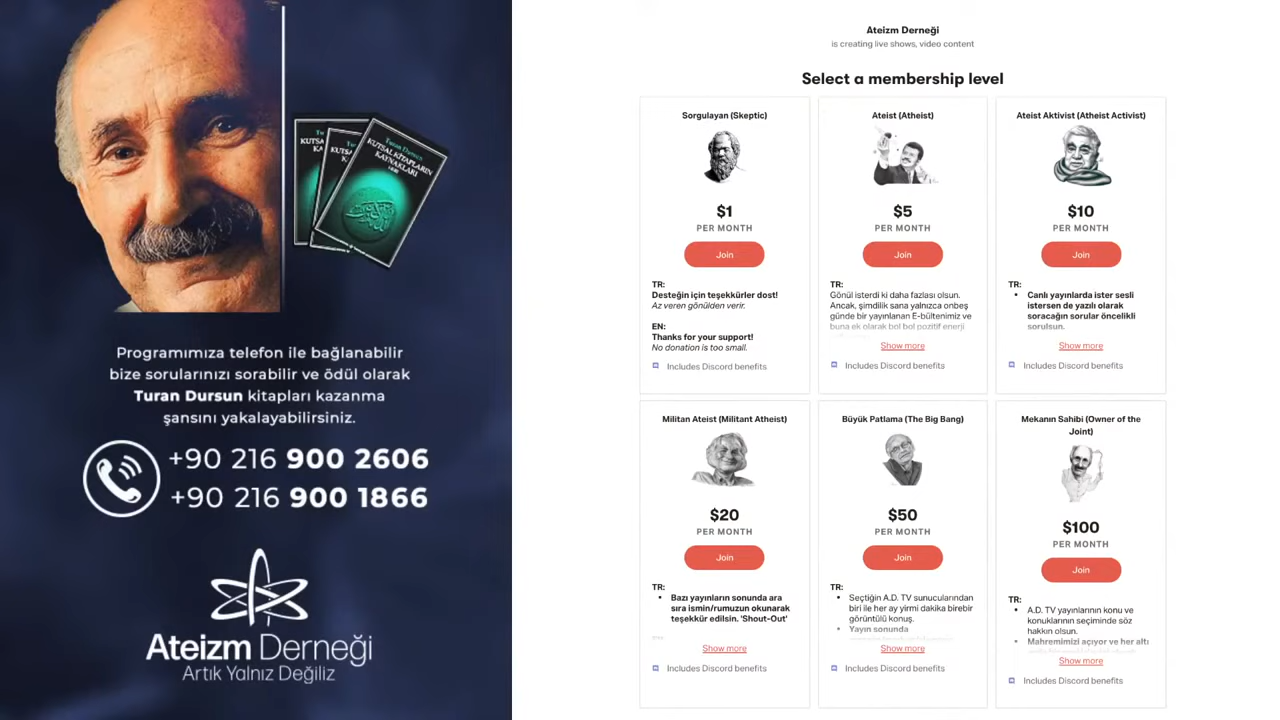 Turan Dursun
KUTSAL KİTAPLARIN
KAYNAKLARI
Programımıza telefon ile bağlanabilir
bize sorularınızı sorabilir ve ödül olarak
Turan Dursun kitapları kazanma
şansını yakalayabilirsiniz.
+90 216 900 2606
+90 216 900 1866
Ateizm Derneği
Artık Yalnız Değiliz
Ateizm Derneği
is creating live shows, video content
Select a membership level
Sorgulayan (Skeptic)
$1
PER MONTH
Join
TR:
Desteğin için teşekkürler dost!
Az veren gönülden verir.
EN:
Thanks for your support!
No donation is too small.
Includes Discord benefits
Ateist (Atheist)
$5
PER MONTH
Join
TR:
Gönül isterdi ki daha fazlası olsun.
Ancak, şimdilik sana yalnızca onbeş
günde bir yayınlanan E-bültenimiz ve
buna ek olarak bol bol pozitif enerji
Show more
Includes Discord benefits
Ateist Aktivist (Atheist Activist)
$10
PER MONTH
Join
TR:
• Canlı yayınlarda ister sesli
istersen de yazılı olarak
soracağın sorular öncelikli
sorulsun.
Show more
Includes Discord benefits
Militan Ateist (Militant Atheist)
$20
PER MONTH
Join
TR:
• Bazı yayınların sonunda ara
sıra ismin/rumuzun okunarak
teşekkür edilsin. 'Shout-Out'
Show more
Includes Discord benefits
Büyük Patlama (The Big Bang)
$50
PER MONTH
Join
TR:
• Seçtiğin A.D. TV sunucularından
biri ile her ay yirmi dakika birebir
görüntülü konuş.
• Yayın sonunda
Show more
Includes Discord benefits
Mekanın Sahibi (Owner of the
Joint)
$100
PER MONTH
Join
TR:
• A.D. TV yayınlarının konu ve
konuklarının seçiminde söz
hakkın olsun.
• Mahremimizi açıyor ve her altı
Show more
Includes Discord benefits